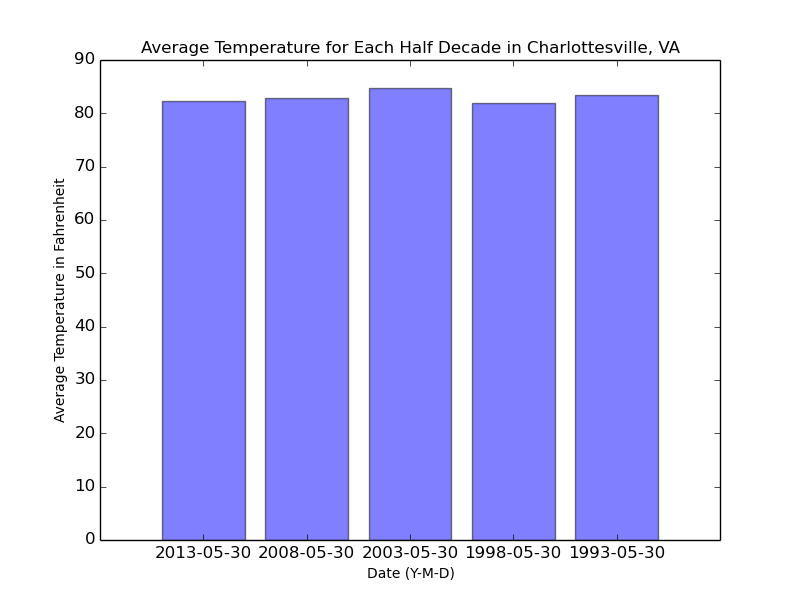 Average Temperature for Each Half Decade in Charlottesville, VA
90
80
70
60
50
40
30
20
10
0
Average Temperature in Fahrenheit
2013-05-30 2008-05-30 2003-05-30 1998-05-30 1993-05-30
Date (Y-M-D)